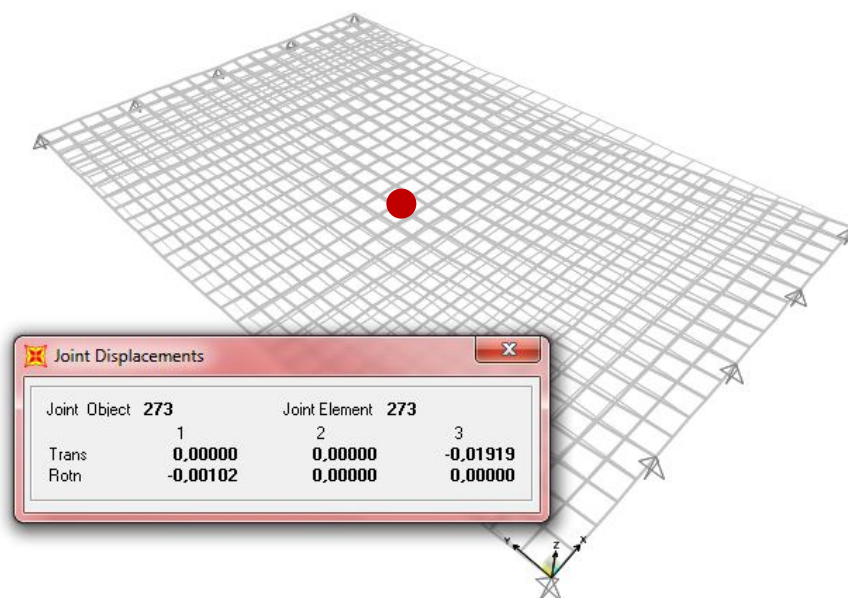 Joint Displacements
Joint Object 273 Joint Element 273
1 2 3
Trans 0,00000 0,00000 -0,01919
Rotn -0,00102 0,00000 0,00000
Y Z X